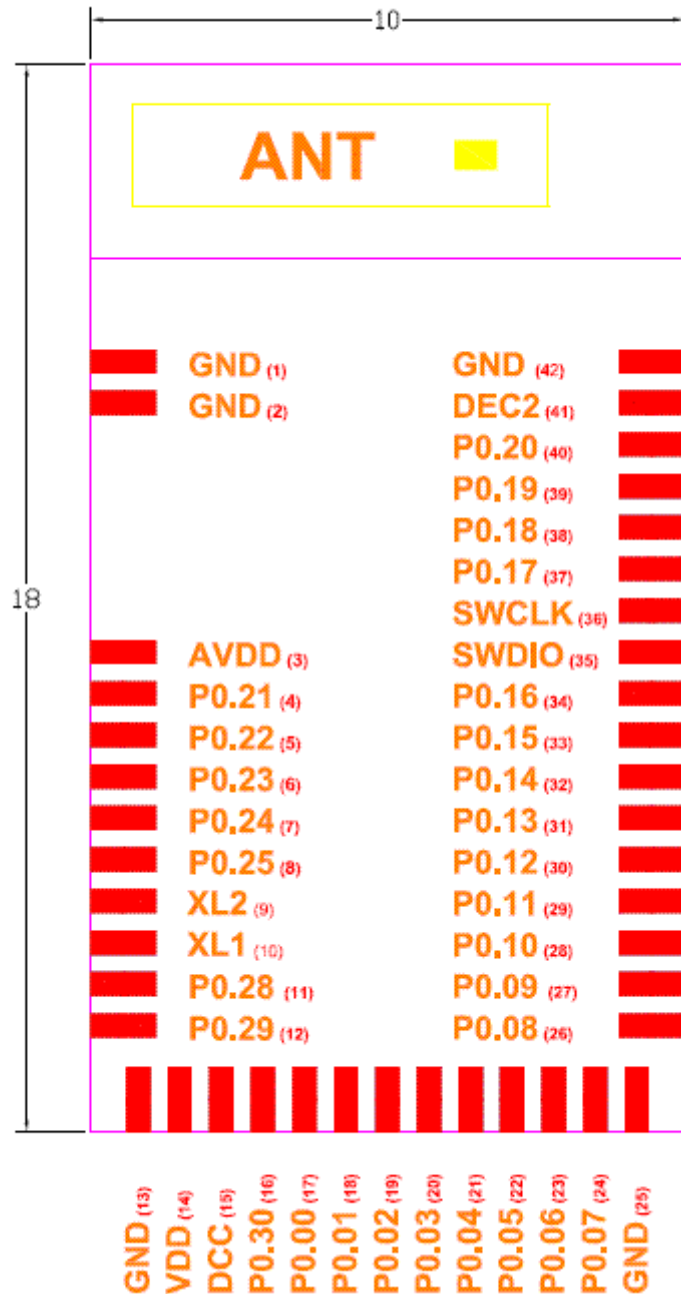 10
ANT
18
GND (1)
GND (42)
GND (2)
DEC2 (41)
P0.20 (40)
P0.19 (39)
P0.18 (38)
P0.17 (37)
SWCLK (36)
AVDD (3)
SWDIO (35)
P0.21 (4)
P0.16 (34)
P0.22 (5)
P0.15 (33)
P0.23 (6)
P0.14 (32)
P0.24 (7)
P0.13 (31)
P0.25 (8)
P0.12 (30)
XL2 (9)
P0.11 (29)
XL1 (10)
P0.10 (28)
P0.28 (11)
P0.09 (27)
P0.29 (12)
P0.08 (26)
GND (13)
VDD (14)
DCC (15)
P0.30 (16)
P0.00 (17)
P0.01 (18)
P0.02 (19)
P0.03 (20)
P0.04 (21)
P0.05 (22)
P0.06 (23)
P0.07 (24)
GND (25)